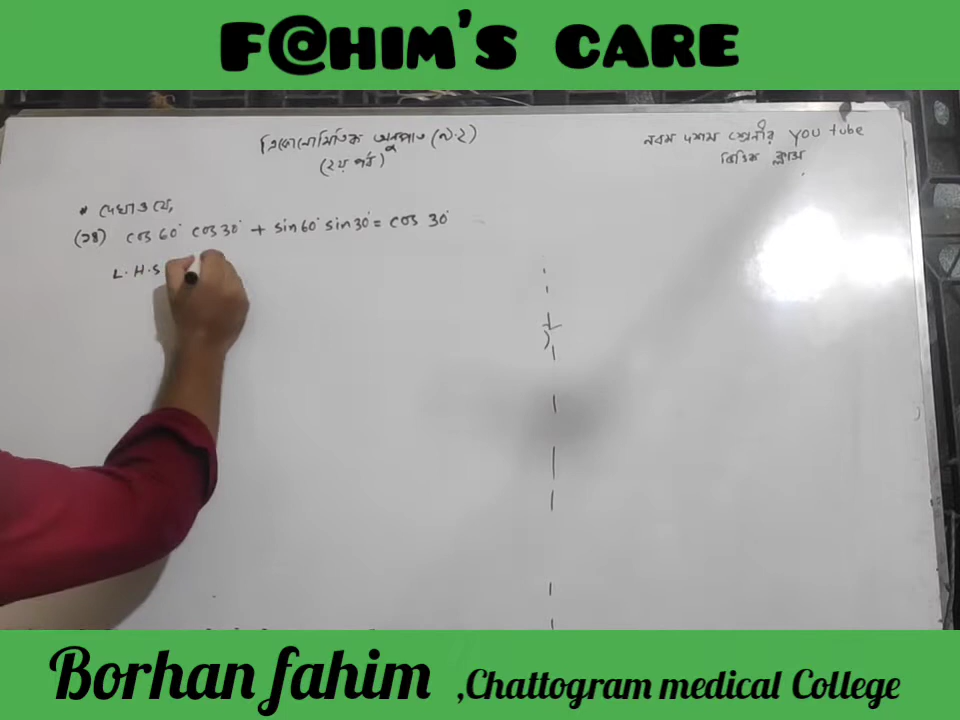 F@HIM'S CARE
ত্রিকোণোমিতিক অনুপাত (৯.২)
(২য় পর্ব)
নবম দশম শ্রেনীর YOU tube
ভিত্তিক ক্লাস
* দেখাও যে,
(১৪) cos 60° cos 30° + sin 60° sin 30° = cos 30°
L.H.S
Borhan fahim ,Chattogram medical College